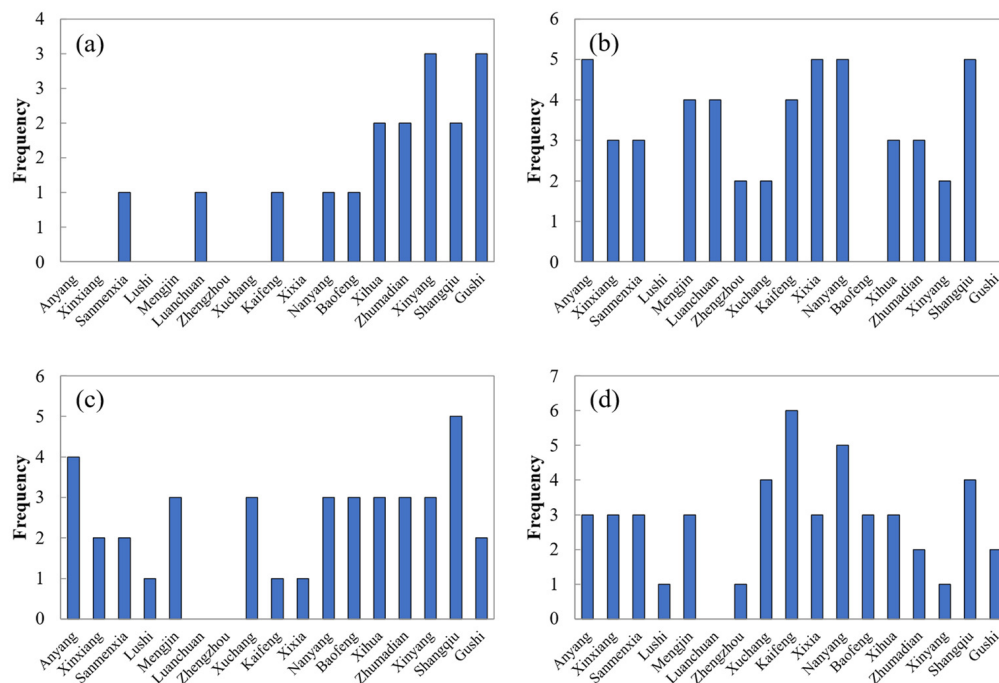 (a)
Frequency
4
3
3
2
2
1
1
0
Anyang
Xinxiang
Sanmenxia
Lushi
Mengjin
Luanchuan
Zhengzhou
Xuchang
Kaifeng
Xixia
Nanyang
Baofeng
Xihua
Zhumadian
Xinyang
Shangqiu
Gushi
(b)
Frequency
6
5
4
3
2
1
0
Anyang
Xinxiang
Sanmenxia
Lushi
Mengjin
Luanchuan
Zhengzhou
Xuchang
Kaifeng
Xixia
Nanyang
Baofeng
Xihua
Zhumadian
Xinyang
Shangqiu
Gushi
(c)
Frequency
6
5
4
3
2
1
0
Anyang
Xinxiang
Sanmenxia
Lushi
Mengjin
Luanchuan
Zhengzhou
Xuchang
Kaifeng
Xixia
Nanyang
Baofeng
Xihua
Zhumadian
Xinyang
Shangqiu
Gushi
(d)
Frequency
7
6
5
4
3
2
1
0
Anyang
Xinxiang
Sanmenxia
Lushi
Mengjin
Luanchuan
Zhengzhou
Xuchang
Kaifeng
Xixia
Nanyang
Baofeng
Xihua
Zhumadian
Xinyang
Shangqiu
Gushi